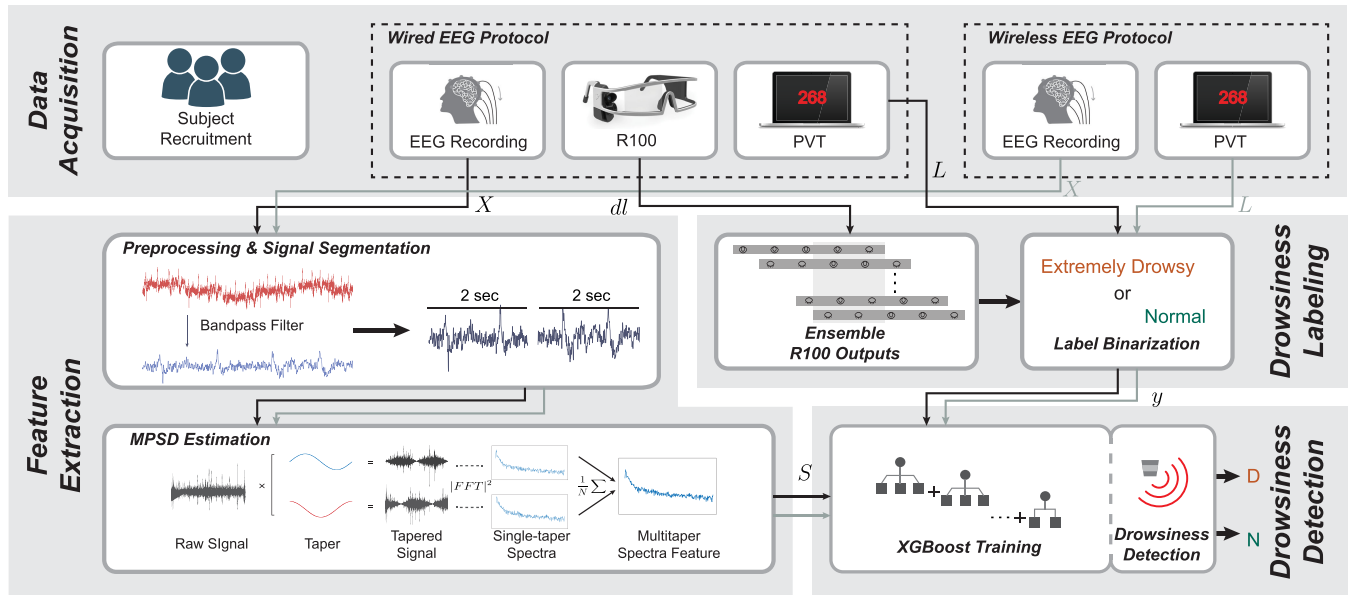 Data
Acquisition
Subject
Recruitment
Wired EEG Protocol
EEG Recording
R100
268
PVT
Wireless EEG Protocol
EEG Recording
268
PVT
X
dl
L
X
L
Feature
Extraction
Preprocessing & Signal Segmentation
Bandpass Filter
2 sec
2 sec
Ensemble
R100 Outputs
Extremely Drowsy
or
Normal
Label Binarization
Drowsiness
Labeling
y
MPSD Estimation
×
=
=
|FFT|²
1/N ∑
Raw SIgnal
Taper
Tapered
Signal
Single-taper
Spectra
Multitaper
Spectra Feature
S
+
+
XGBoost Training
Drowsiness
Detection
D
N
Drowsiness
Detection